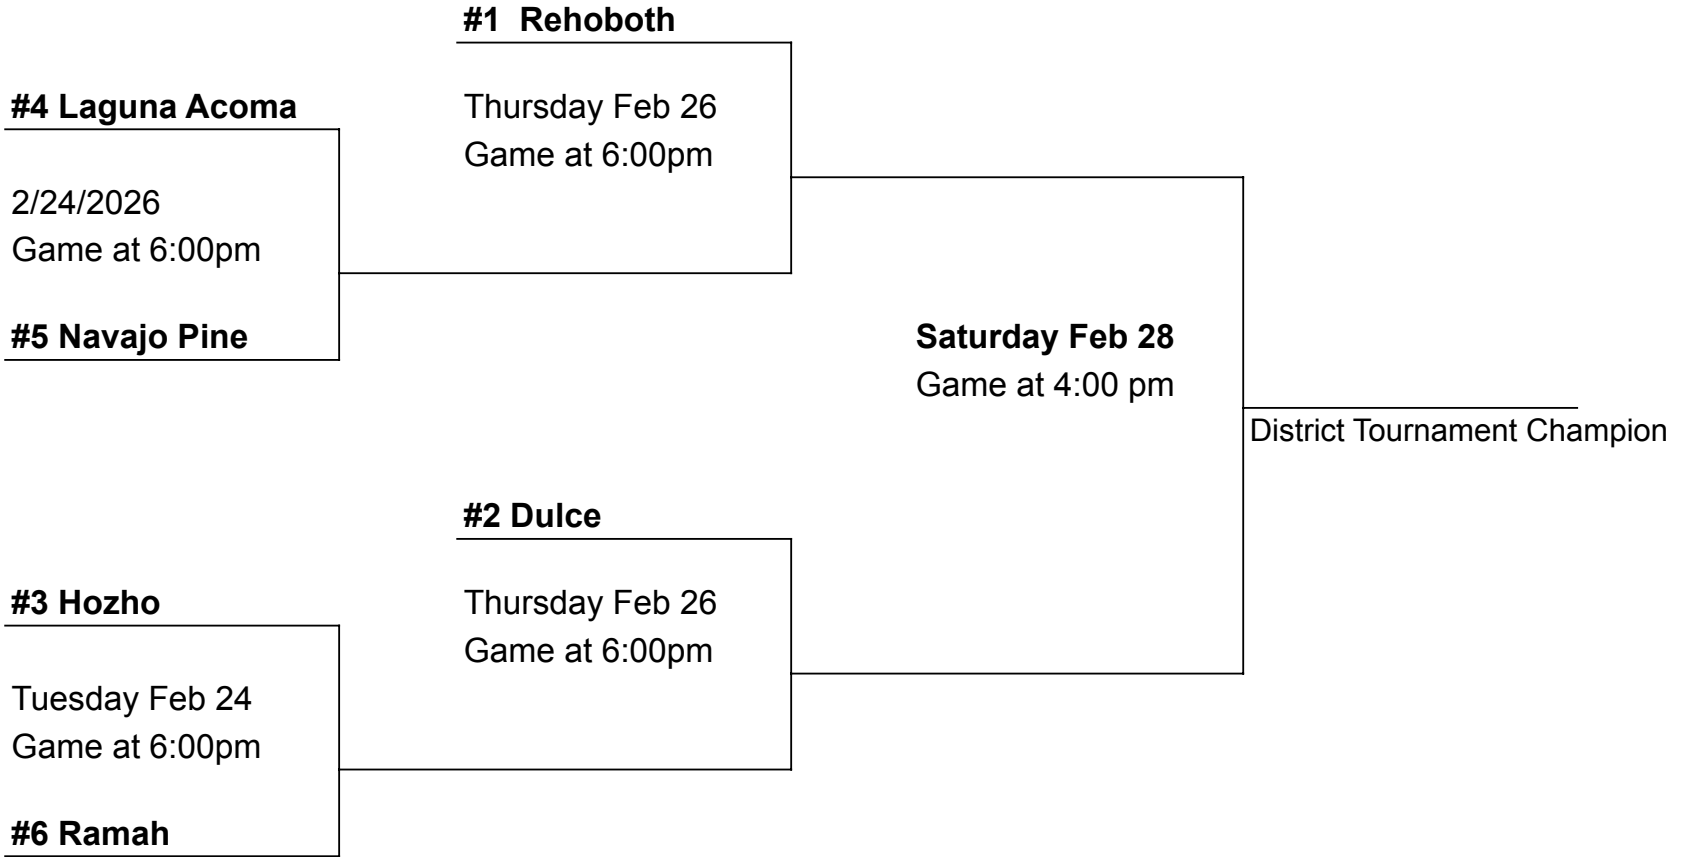 #1  Rehoboth
#4 Laguna Acoma
Thursday Feb 26
Game at 6:00pm
2/24/2026
Game at 6:00pm
#5 Navajo Pine
Saturday Feb 28
Game at 4:00 pm
District Tournament Champion
#2 Dulce
#3 Hozho
Thursday Feb 26
Game at 6:00pm
Tuesday Feb 24
Game at 6:00pm
#6 Ramah